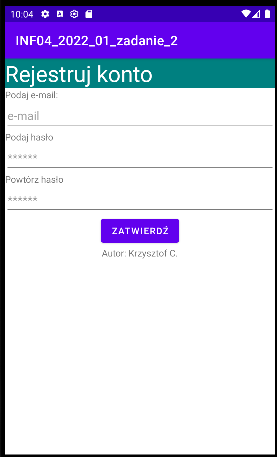 10:04
INF04_2022_01_zadanie_2
Rejestruj konto
Podaj e-mail:
e-mail
Podaj hasło
******
Powtórz hasło
******
ZATWIERDŹ
Autor: Krzysztof C.